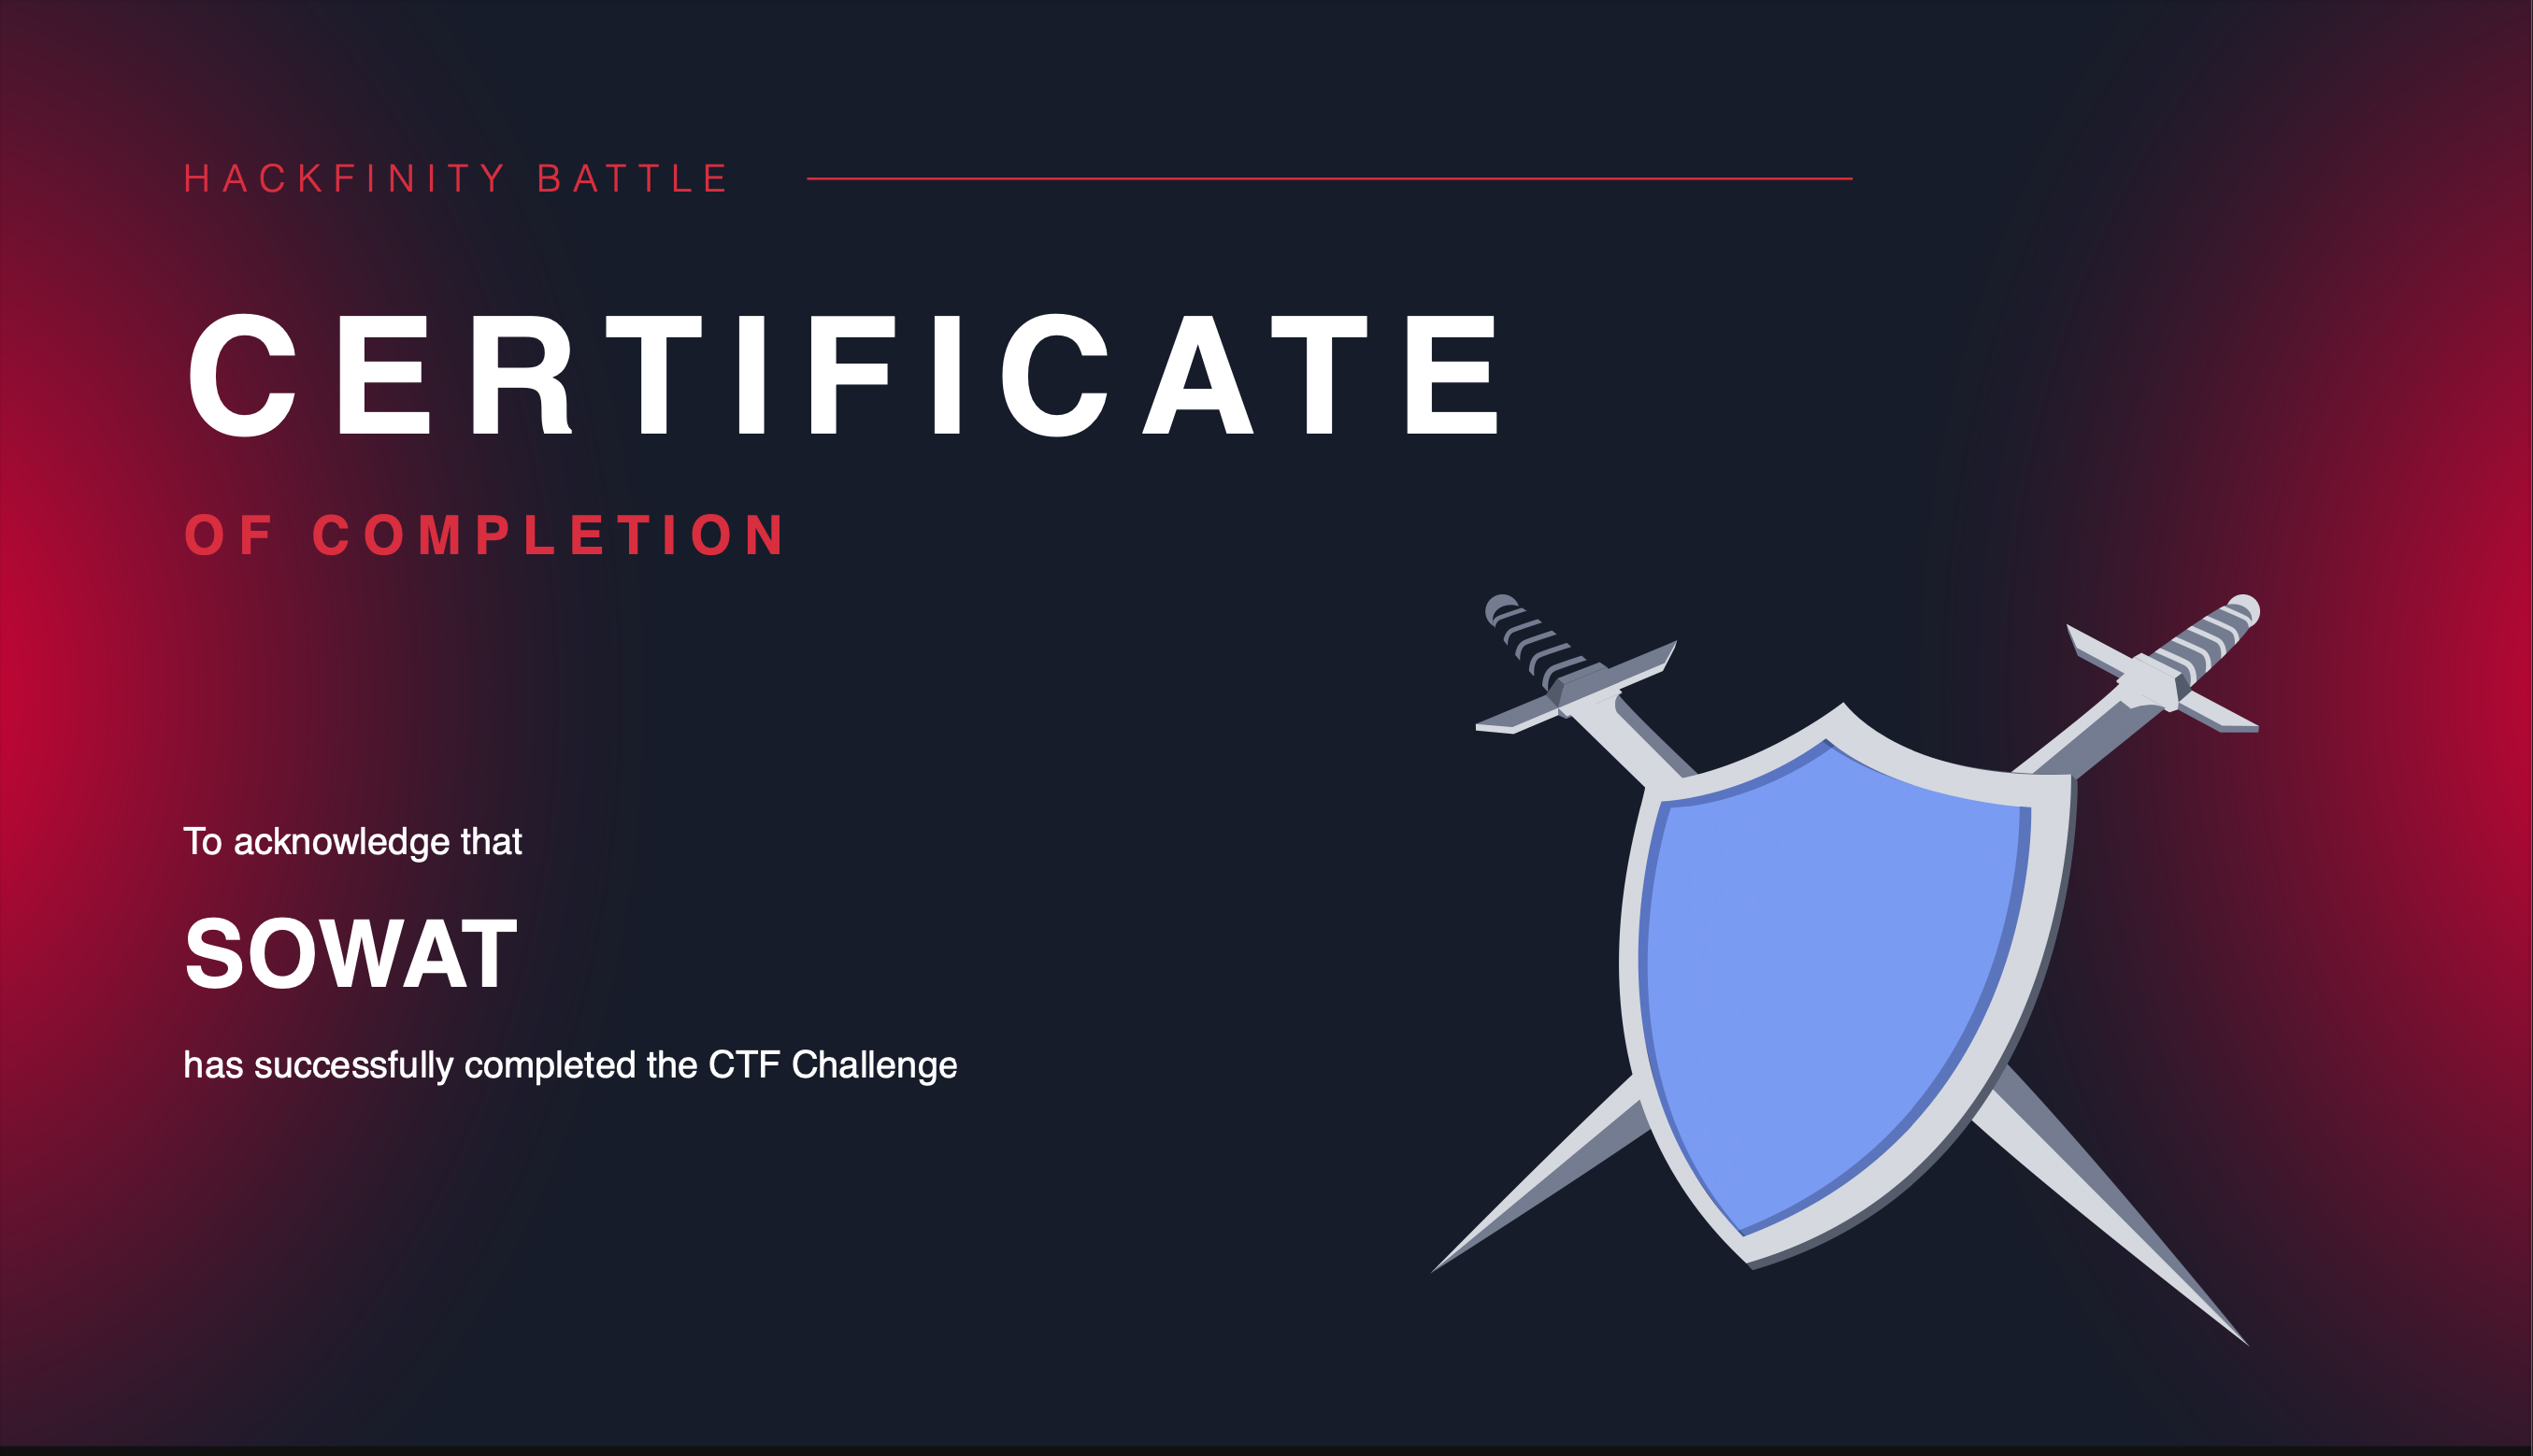 HACKFINITY BATTLE
CERTIFICATE
OF COMPLETION
To acknowledge that
SOWAT
has successfully completed the CTF Challenge